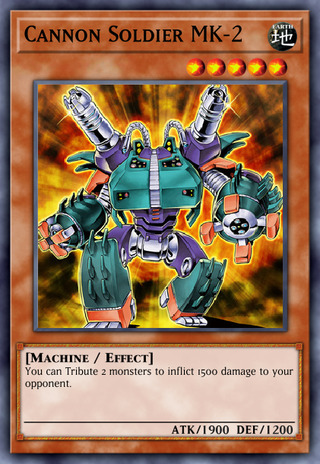 Cannon Soldier MK-2
EARTH
地
[Machine / Effect]
You can Tribute 2 monsters to inflict 1500 damage to your
opponent.
ATK/1900 DEF/1200